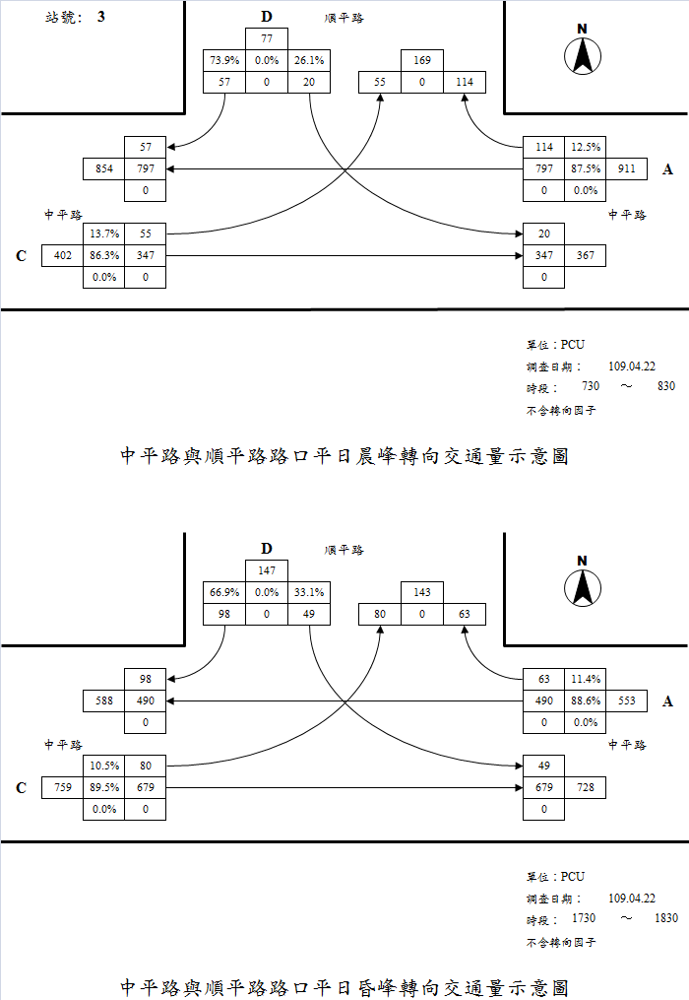 站號: 3
D 順平路
N
77
73.9% 0.0% 26.1%
57 0 20
169
55 0 114
57
854 797
0
114 12.5%
797 87.5% 911
0 0.0%
A
中平路
中平路
C
13.7% 55
402 86.3% 347
0.0% 0
20
347 367
0
單位:PCU
調查日期: 109.04.22
時段: 730 ～ 830
不含轉向因子
中平路與順平路路口平日晨峰轉向交通量示意圖
D 順平路
N
147
66.9% 0.0% 33.1%
98 0 49
143
80 0 63
98
588 490
0
63 11.4%
490 88.6% 553
0 0.0%
A
中平路
中平路
C
10.5% 80
759 89.5% 679
0.0% 0
49
679 728
0
單位:PCU
調查日期: 109.04.22
時段: 1730 ～ 1830
不含轉向因子
中平路與順平路路口平日昏峰轉向交通量示意圖